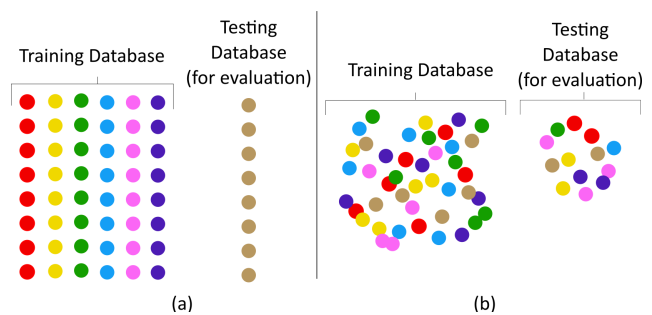 Training Database
Testing
Database
(for evaluation)
(a)
Training Database
Testing
Database
(for evaluation)
(b)